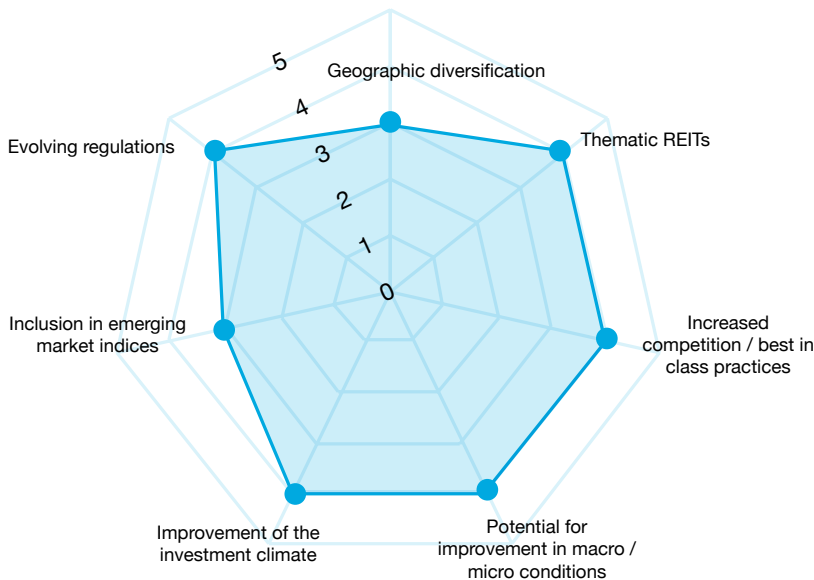 5
Geographic diversification
4
Thematic REITs
Evolving regulations
3
2
1
0
Inclusion in emerging
market indices
Increased
competition / best in
class practices
Improvement of the
investment climate
Potential for
improvement in macro /
micro conditions